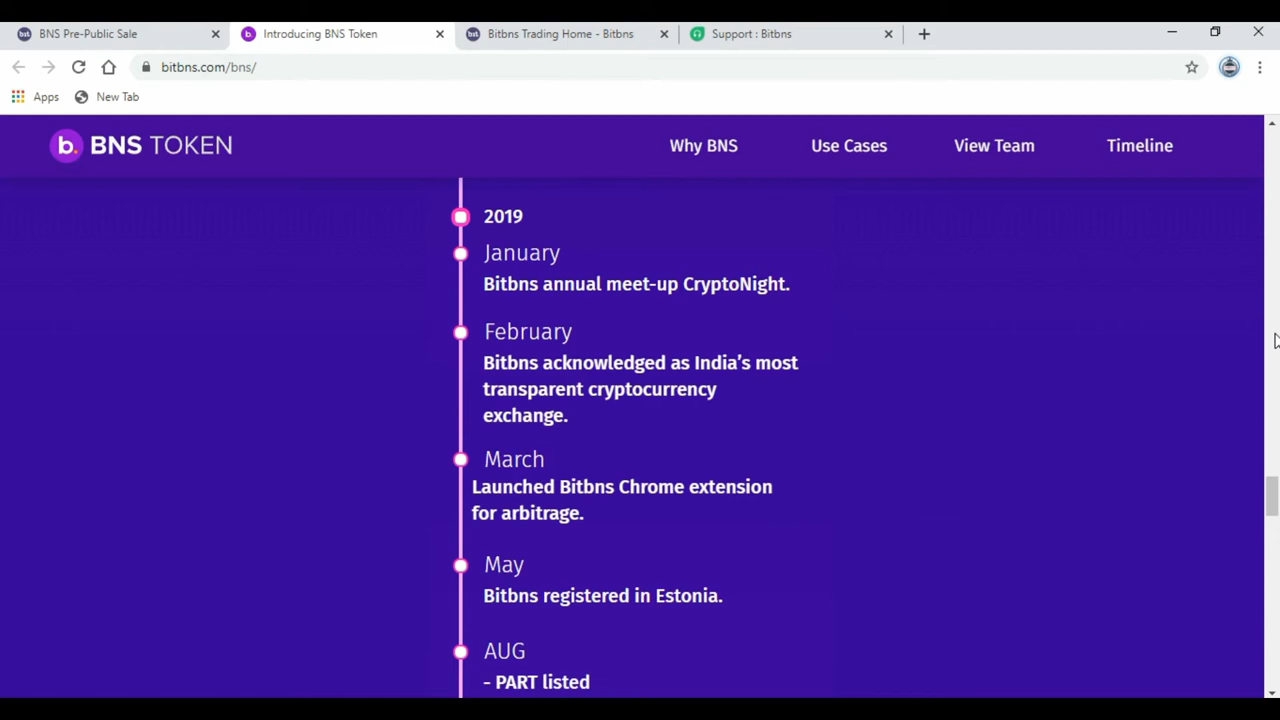 BNS Pre-Public Sale
Introducing BNS Token
Bitbns Trading Home - Bitbns
Support : Bitbns
bitbns.com/bns/
Apps
New Tab
b. BNS TOKEN
Why BNS
Use Cases
View Team
Timeline
2019
January
Bitbns annual meet-up CryptoNight.
February
Bitbns acknowledged as India’s most
transparent cryptocurrency
exchange.
March
Launched Bitbns Chrome extension
for arbitrage.
May
Bitbns registered in Estonia.
AUG
- PART listed